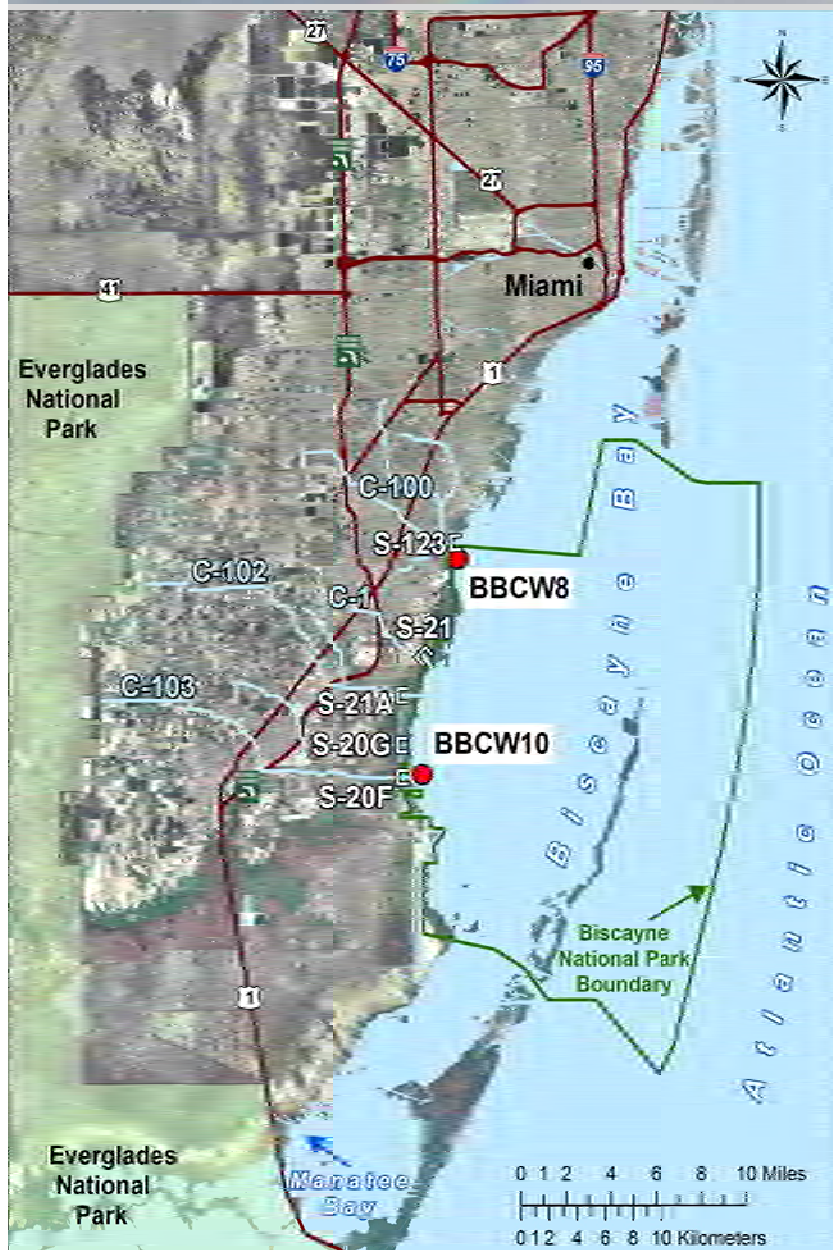 27
75
95
N
27
Miami
41
1
Everglades
National
Park
C-100
S-123
BBCW8
C-102
C-1
S-21
C-103
S-21A
S-20G
BBCW10
S-20F
Biscayne Bay
Atlantic Ocean
Biscayne
National Park
Boundary
1
Everglades
National
Park
Manatee
Bay
0 1 2 4 6 8 10 Miles
0 1 2 4 6 8 10 Kilometers